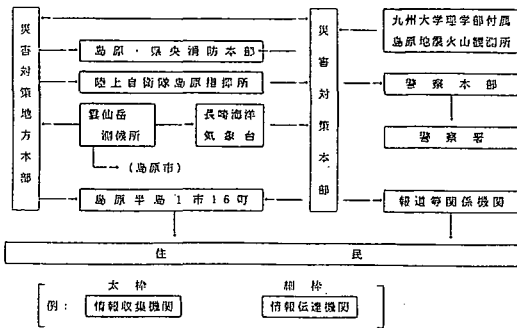 災害対策地方本部
災害対策本部
九州大学理学部付属
島原地震火山観測所
島原・県央消防本部
陸上自衛隊島原指揮所
警察本部
雲仙岳
測候所
長崎海洋
気象台
警察署
(島原市)
島原半島1市16町
報道等関係機関
住民
太枠
細枠
例:
情報収集機関
情報伝達機関